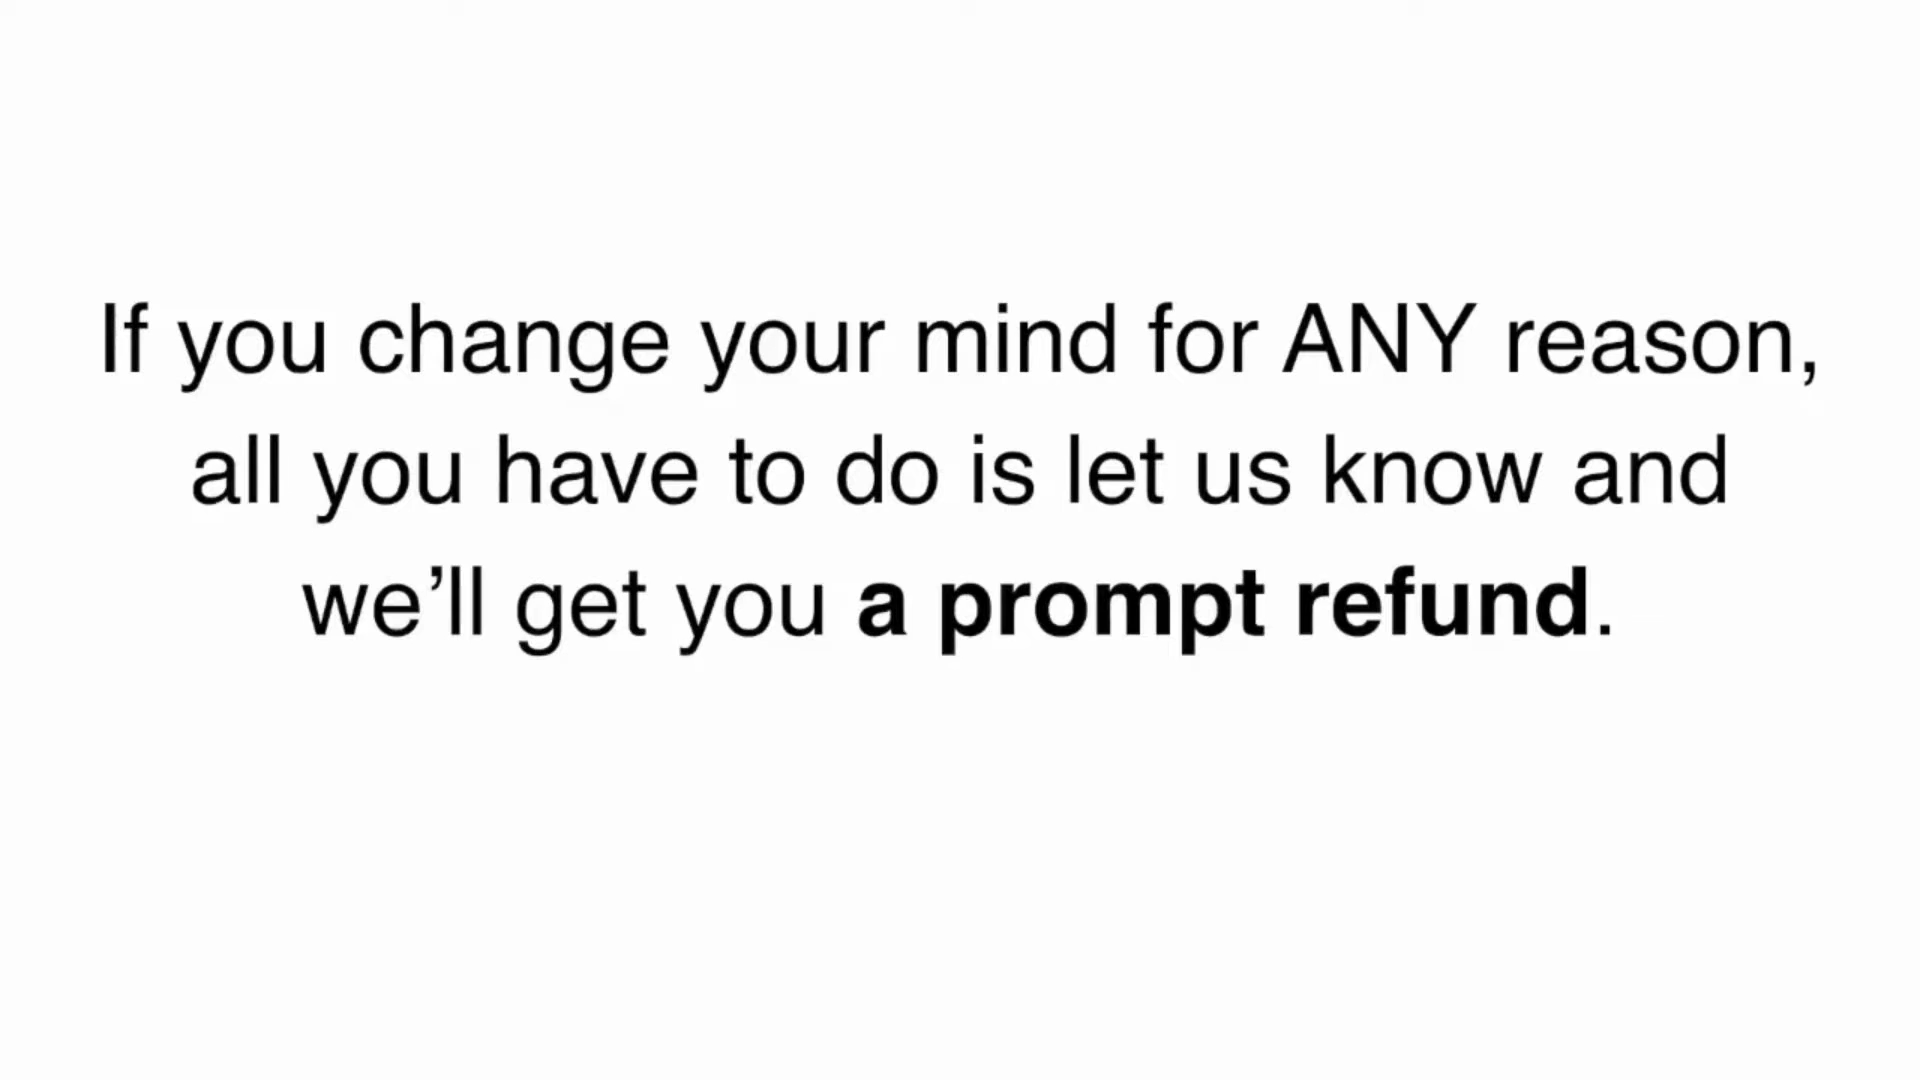 If you change your mind for ANY reason,
all you have to do is let us know and
we’ll get you a prompt refund.